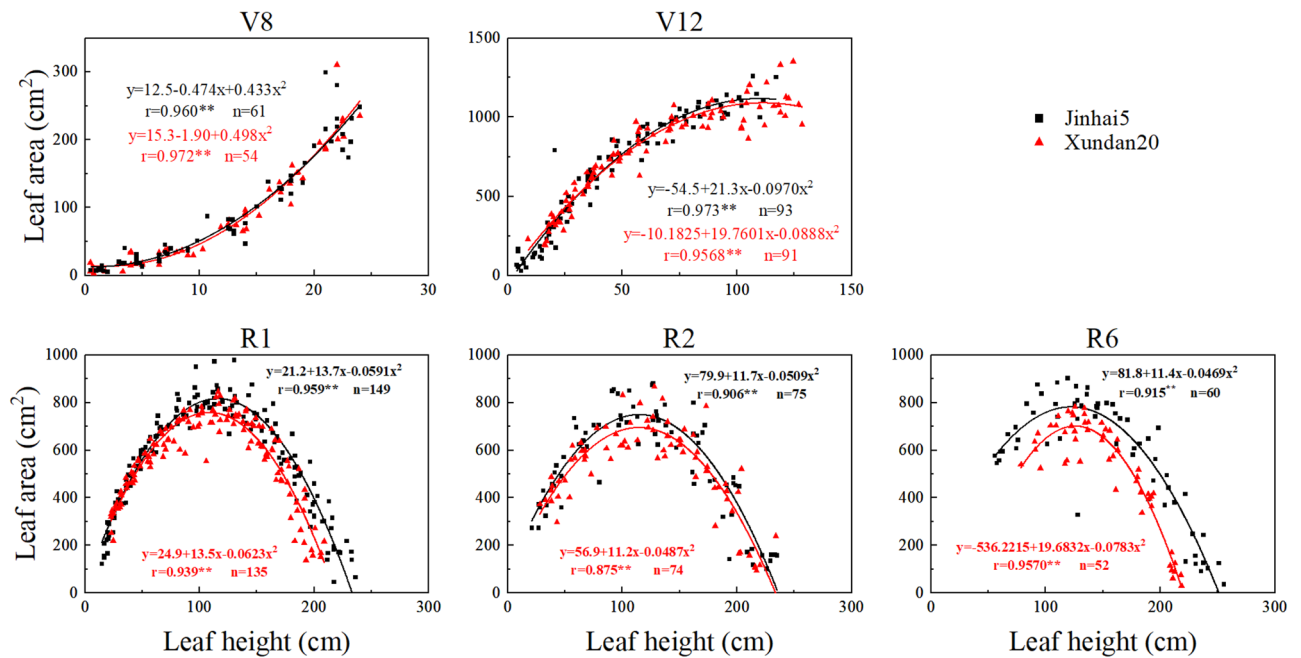 V8
V12
Leaf area (cm²)
300
200
100
0
y=12.5-0.474x+0.433x²
r=0.960** n=61
y=15.3-1.90+0.498x²
r=0.972** n=54
0 10 20 30
1500
1000
500
0
y=-54.5+21.3x-0.0970x²
r=0.973** n=93
y=-10.1825+19.7601x-0.0888x²
r=0.9568** n=91
0 50 100 150
Jinhai5
Xundan20
R1
R2
R6
Leaf area (cm²)
1000
800
600
400
200
0
y=21.2+13.7x-0.0591x²
r=0.959** n=149
y=24.9+13.5x-0.0623x²
r=0.939** n=135
0 100 200 300
Leaf height (cm)
1000
800
600
400
200
0
y=79.9+11.7x-0.0509x²
r=0.906** n=75
y=56.9+11.2x-0.0487x²
r=0.875** n=74
0 100 200 300
Leaf height (cm)
1000
800
600
400
200
0
y=81.8+11.4x-0.0469x²
r=0.915** n=60
y=-536.2215+19.6832x-0.0783x²
r=0.9570** n=52
0 100 200 300
Leaf height (cm)